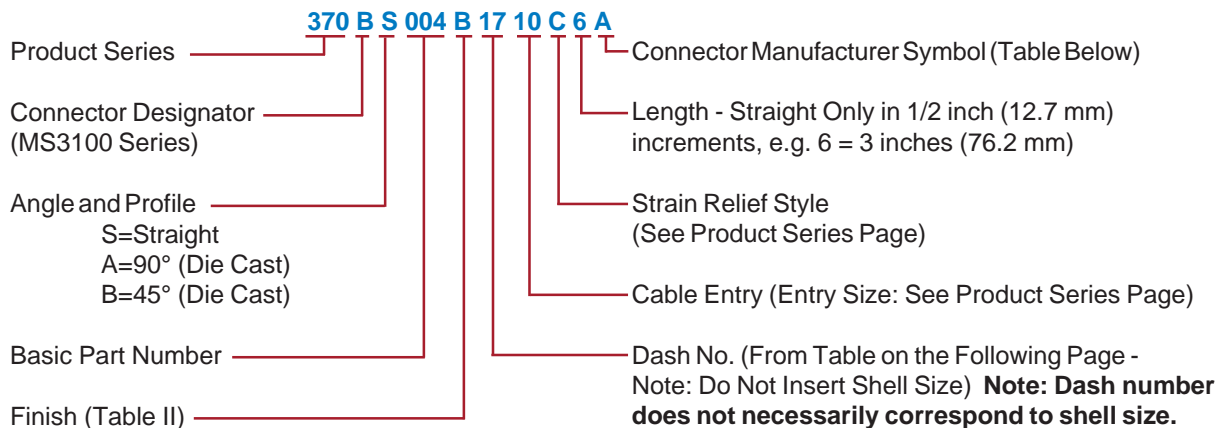 370 B S 004 B 17 10 C 6 A
Product Series
Connector Designator
(MS3100 Series)
Angle and Profile
S=Straight
A=90° (Die Cast)
B=45° (Die Cast)
Basic Part Number
Finish (Table II)
Connector Manufacturer Symbol (Table Below)
Length - Straight Only in 1/2 inch (12.7 mm)
increments, e.g. 6 = 3 inches (76.2 mm)
Strain Relief Style
(See Product Series Page)
Cable Entry (Entry Size: See Product Series Page)
Dash No. (From Table on the Following Page -
Note: Do Not Insert Shell Size) Note: Dash number
does not necessarily correspond to shell size.